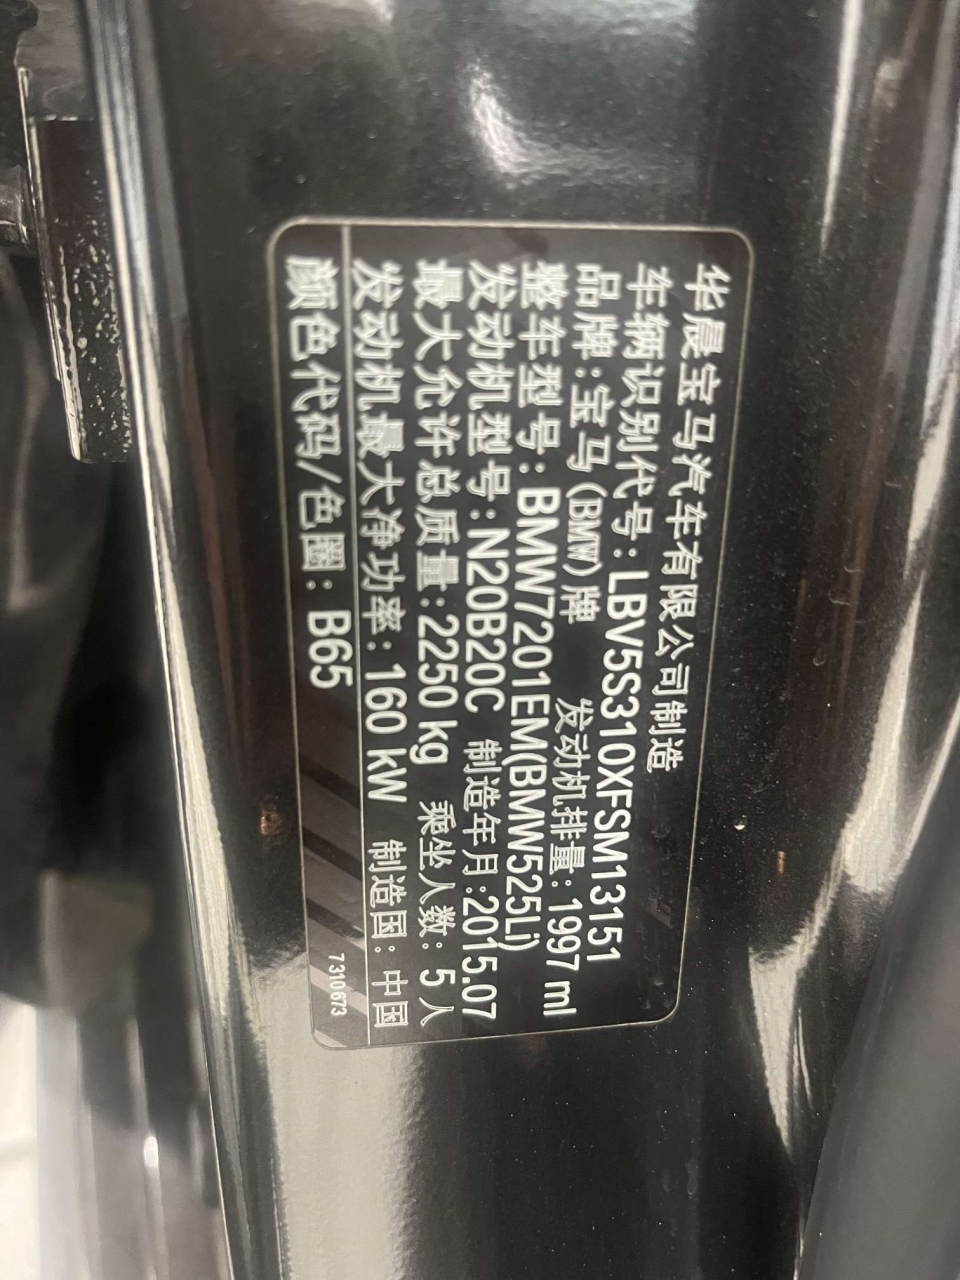 华晨宝马汽车有限公司制造
车辆识别代号：LBV5S310XFSM13151
品牌：宝马(BMW)牌 发动机排量：1997 ml
整车型号：BMW7201EM(BMW525Li)
发动机型号：N20B20C 制造年月：2015.07
最大允许总质量：2250 kg 乘坐人数：5 人
发动机最大净功率：160 kW 制造国：中国
颜色代码/色圈：B65 7310673